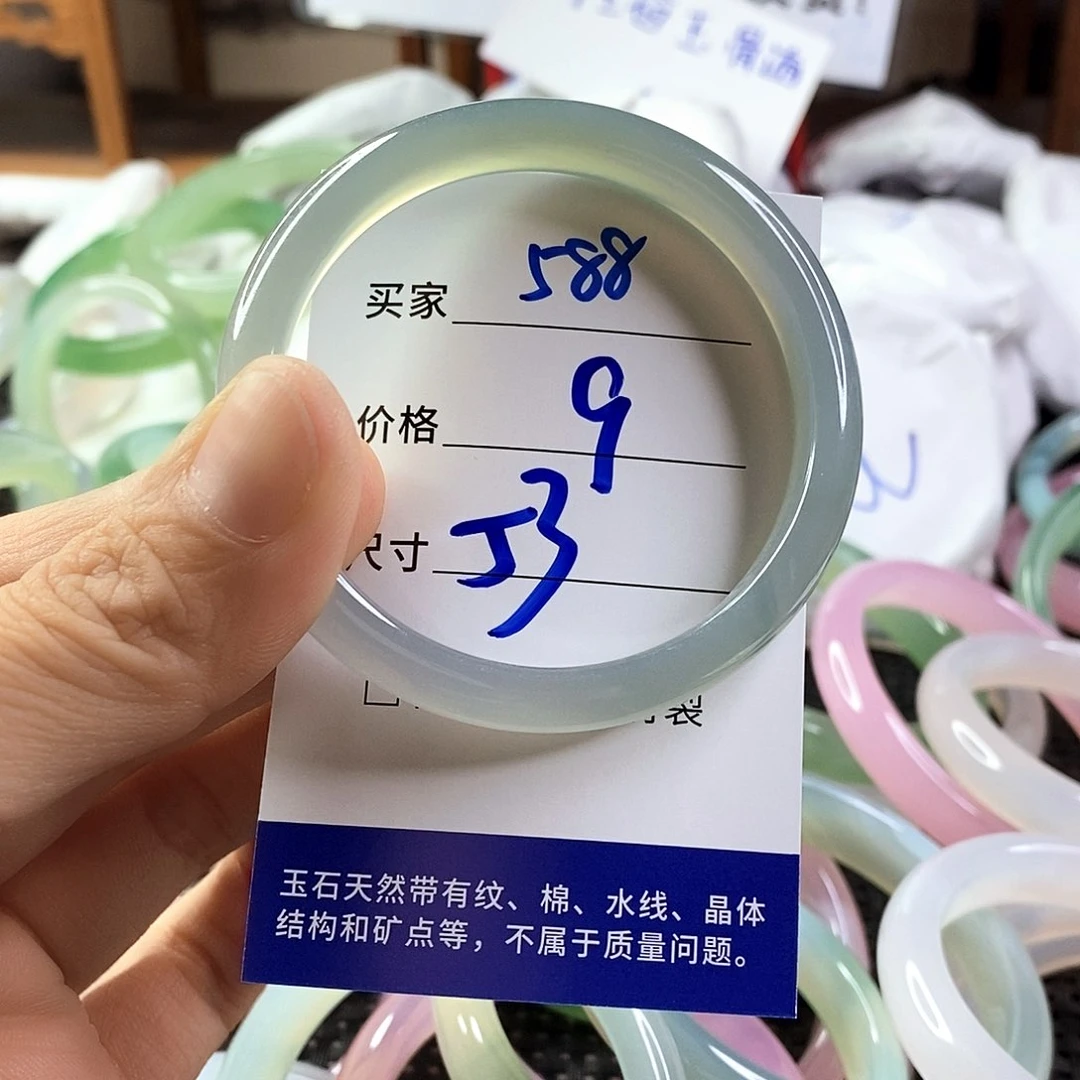 买家 588
价格 9
尺寸 53
裂
玉石天然带有纹、棉、水线、晶体
结构和矿点等，不属于质量问题。